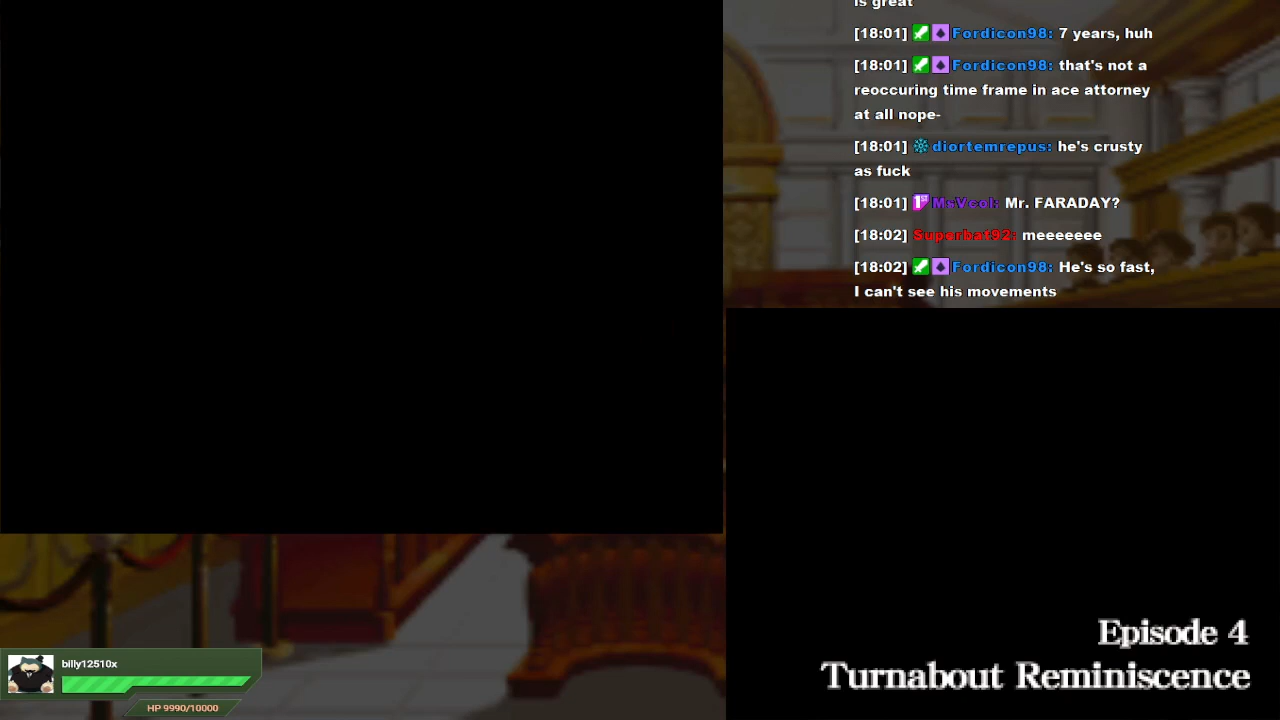 is great
[18:01] Fordicon98: 7 years, huh
[18:01] Fordicon98: that's not a
reoccuring time frame in ace attorney
at all nope-
[18:01] diortemrepus: he's crusty
as fuck
[18:01] MsVcol: Mr. FARADAY?
[18:02] Superbat92: meeeeeee
[18:02] Fordicon98: He's so fast,
I can't see his movements
Episode 4
Turnabout Reminiscence
billy12510x
HP 9990/10000